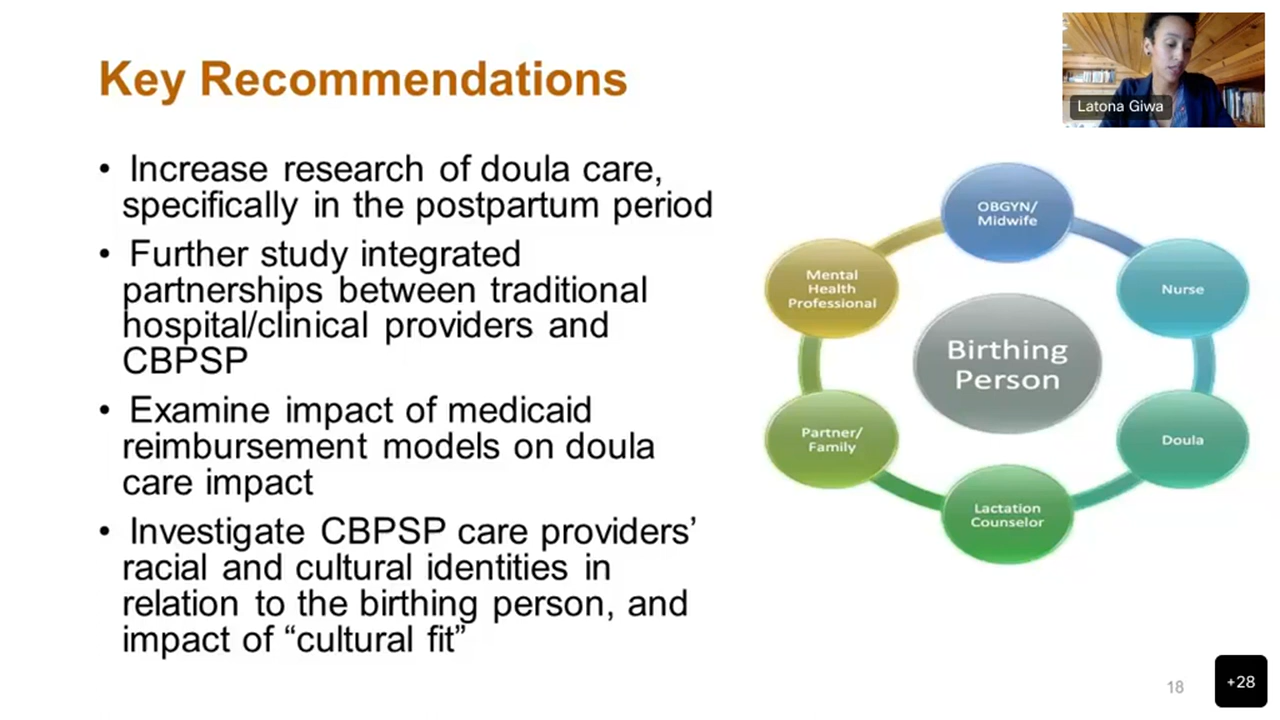 Key Recommendations
Latona Giwa
• Increase research of doula care,
specifically in the postpartum period
• Further study integrated
partnerships between traditional
hospital/clinical providers and
CBPSP
• Examine impact of medicaid
reimbursement models on doula
care impact
• Investigate CBPSP care providers’
racial and cultural identities in
relation to the birthing person, and
impact of “cultural fit”
OBGYN/
Midwife
Nurse
Doula
Lactation
Counselor
Partner/
Family
Mental
Health
Professional
Birthing
Person
18
+28